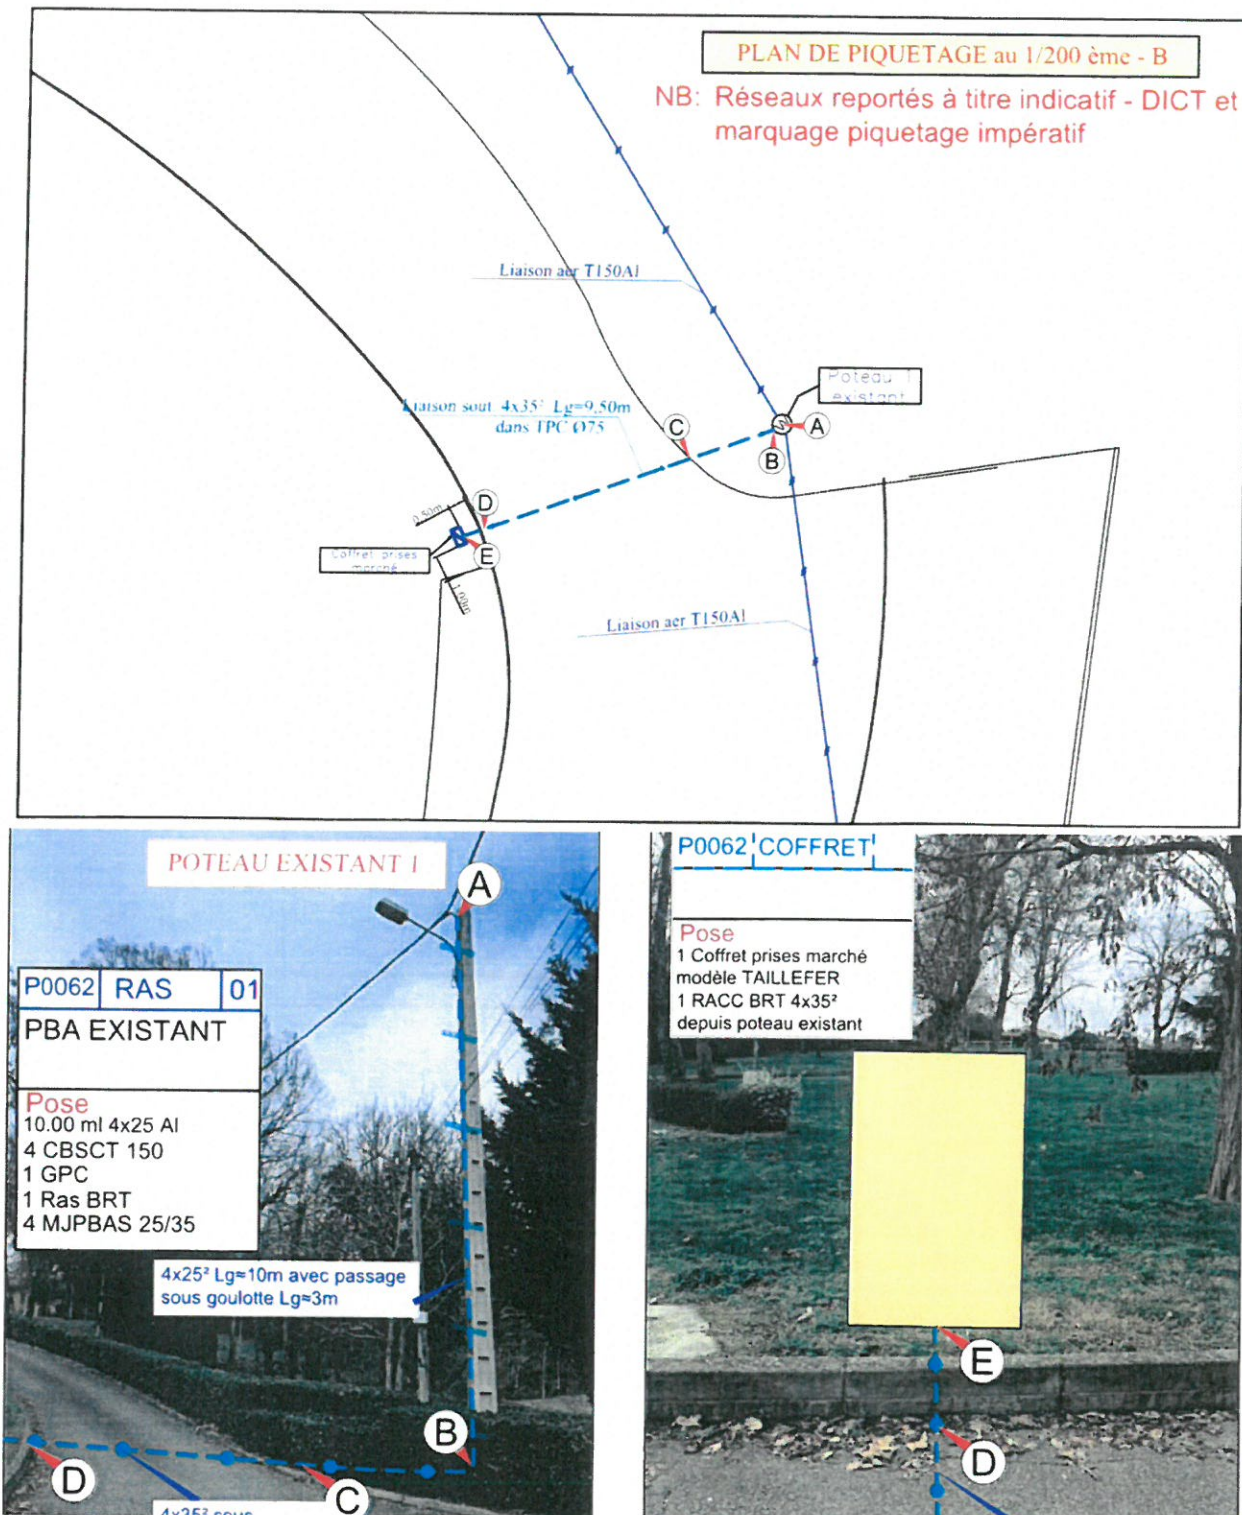 PLAN DE PIQUETAGE au 1/200 ème - B
NB: Réseaux reportés à titre indicatif - DICT et
marquage piquetage impératif
Liaison aer T150Al
Poteau 1
existant
Liaison sout 4x35² Lg=9,50m
dans TPC Ø75
C
A
B
D
0.50m
E
Coffret prises
marché
1.00m
Liaison aer T150Al
POTEAU EXISTANT 1
A
P0062 RAS 01
PBA EXISTANT
Pose
10.00 ml 4x25 Al
4 CBSCT 150
1 GPC
1 Ras BRT
4 MJPBAS 25/35
4x25² Lg≈10m avec passage
sous goulotte Lg≈3m
B
D
C
4x35² sous
P0062 COFFRET
Pose
1 Coffret prises marché
modèle TAILLEFER
1 RACC BRT 4x35²
depuis poteau existant
E
D